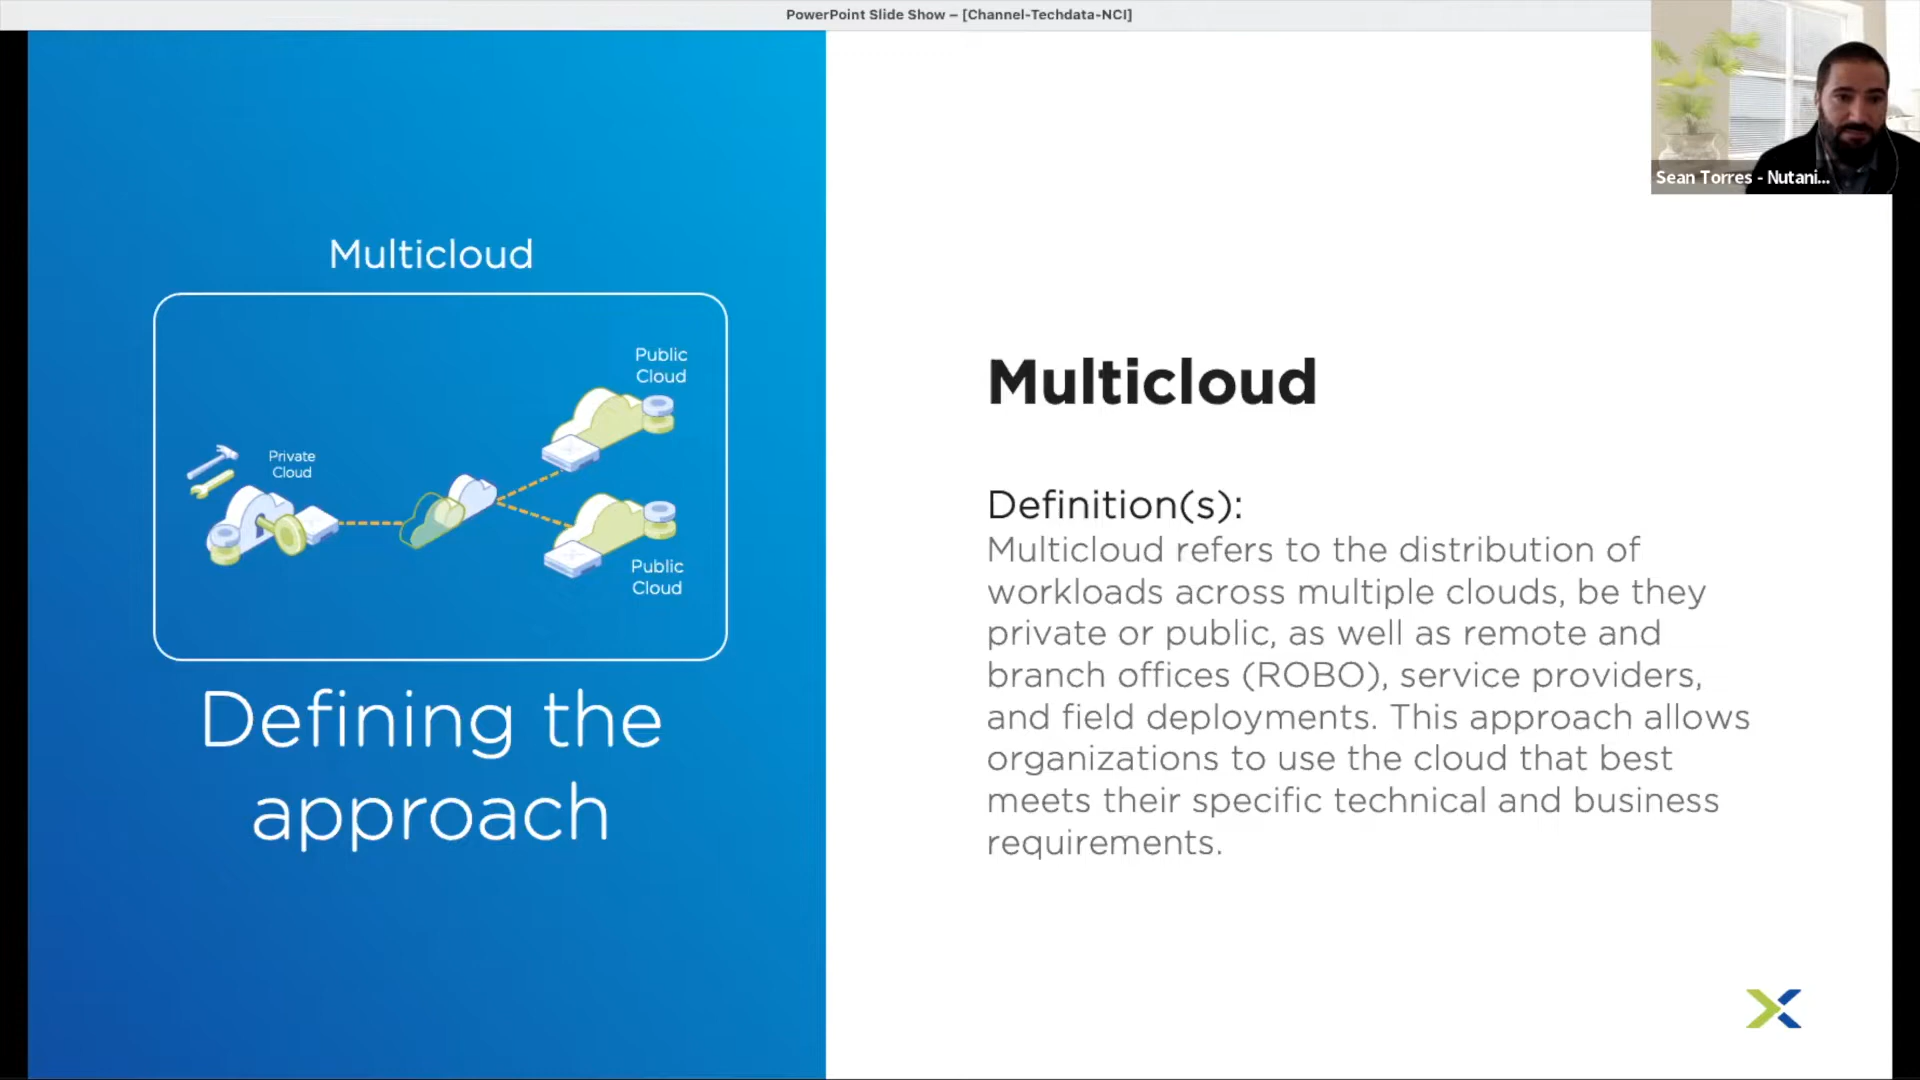 PowerPoint Slide Show – [Channel-Techdata-NCI]
Sean Torres - Nutani...
Multicloud
Public
Cloud
Private
Cloud
Public
Cloud
Defining the
approach
Multicloud
Definition(s):
Multicloud refers to the distribution of
workloads across multiple clouds, be they
private or public, as well as remote and
branch offices (ROBO), service providers,
and field deployments. This approach allows
organizations to use the cloud that best
meets their specific technical and business
requirements.